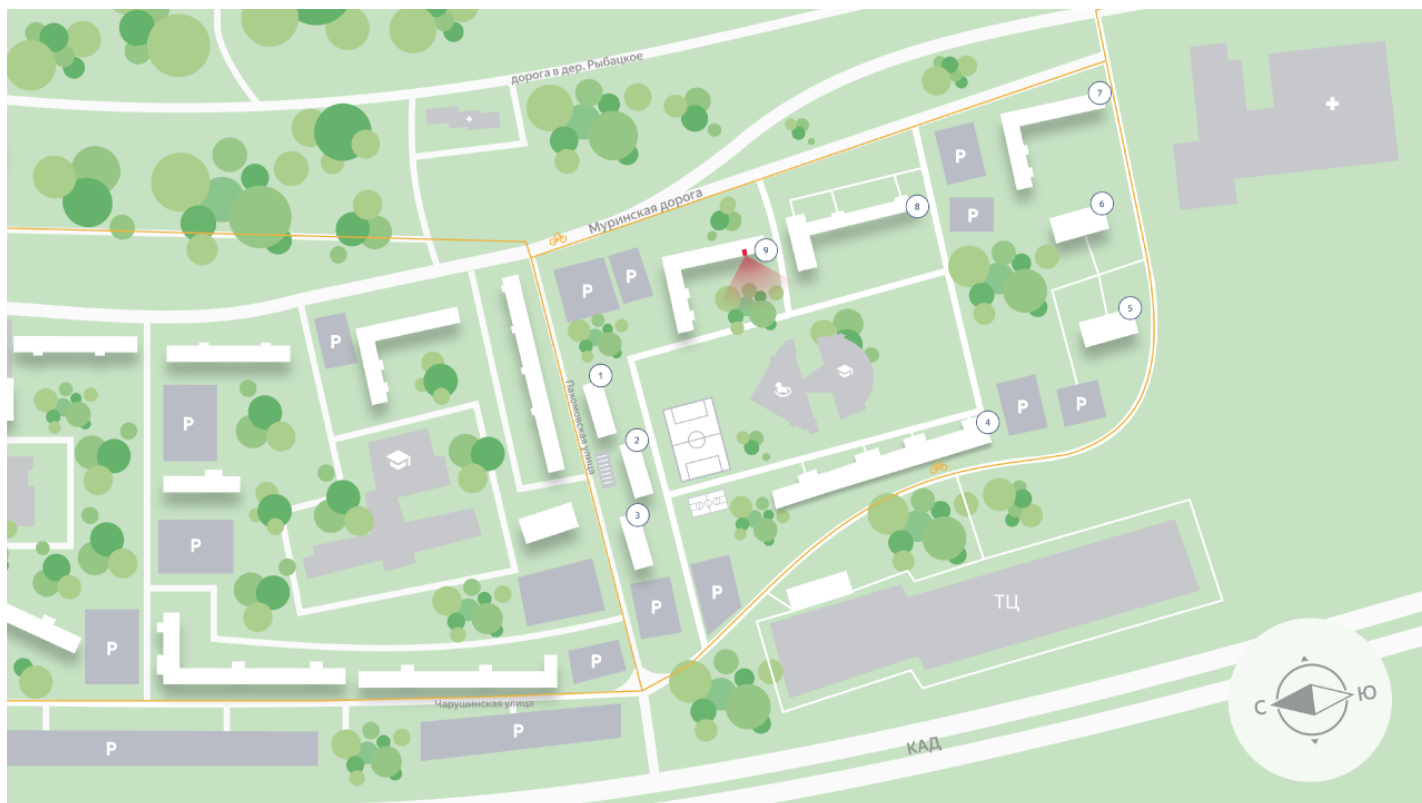 дорога в дер. Рыбацкое
7
P
Муринская дорога
6
P
8
9
P
P
5
P
1
Пахомовская улица
P
P
P
4
2
3
P
P
P
ТЦ
P
P
Чарушинская улица
С
Ю
P
P
КАД